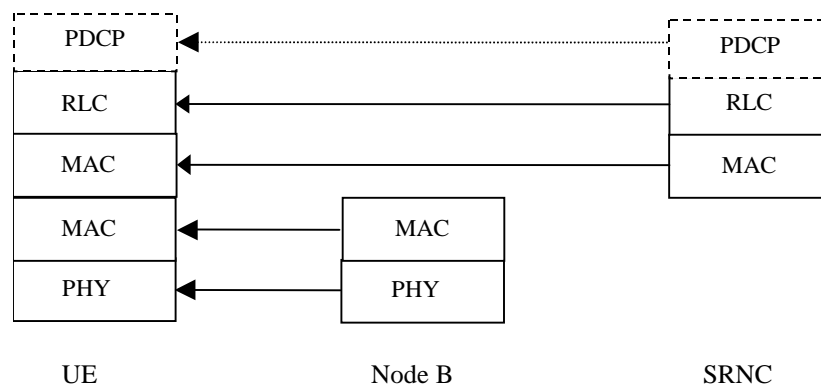 PDCP
PDCP
RLC
RLC
MAC
MAC
MAC
MAC
PHY
PHY
UE
Node B
SRNC